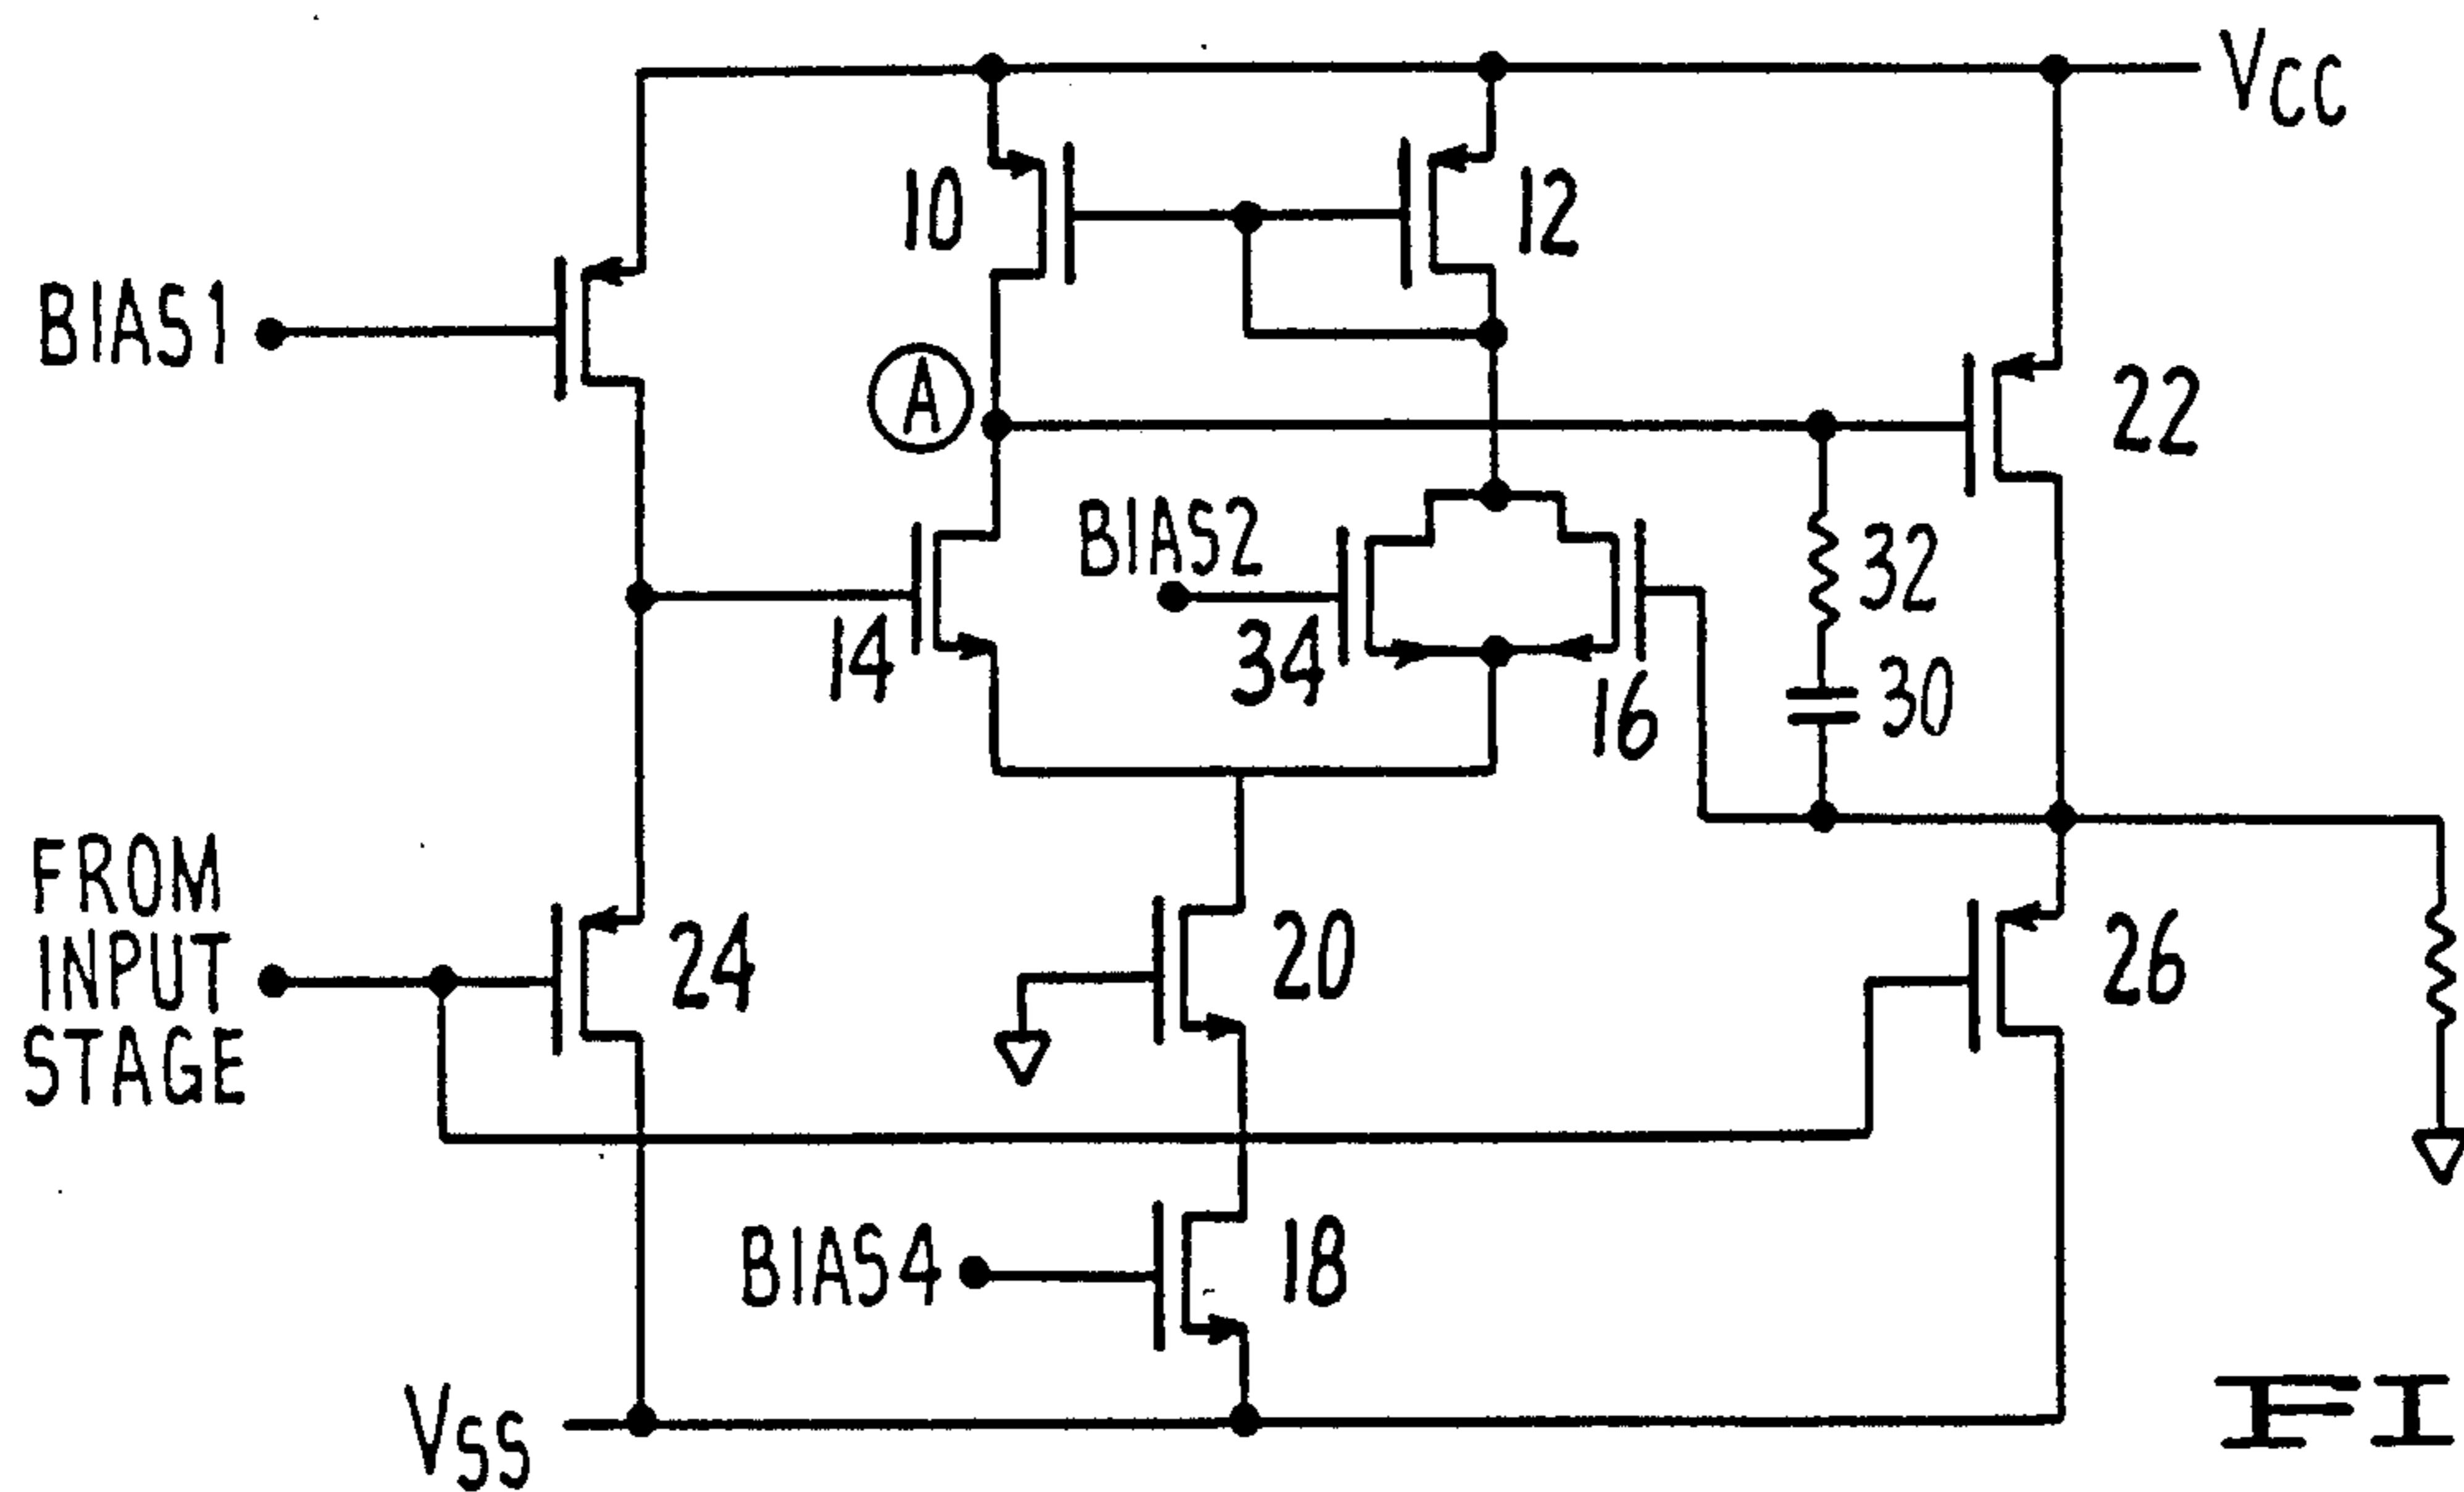 VCC
10
12
BIAS1
A
22
BIAS2
32
14
34
30
16
FROM
INPUT
STAGE
24
20
26
BIAS4
18
VSS
FI